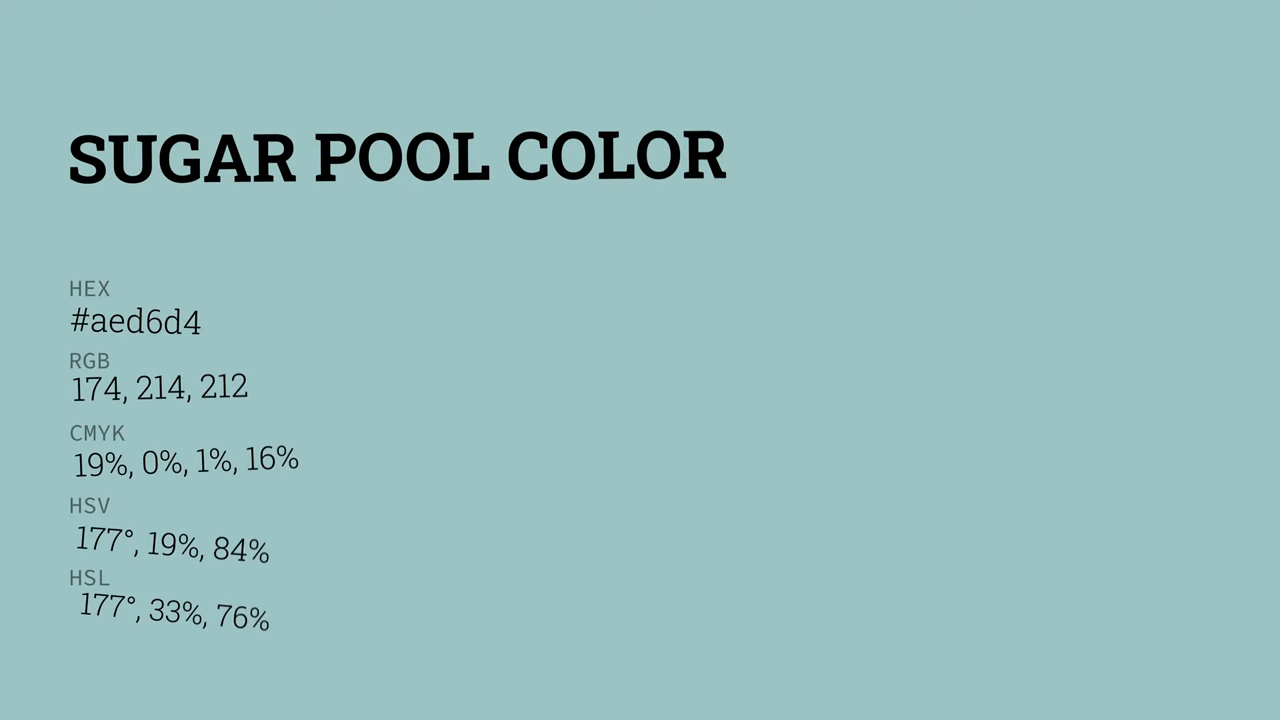 SUGAR POOL COLOR
HEX
#aed6d4
RGB
174, 214, 212
CMYK
19%, 0%, 1%, 16%
HSV
177°, 19%, 84%
HSL
177°, 33%, 76%